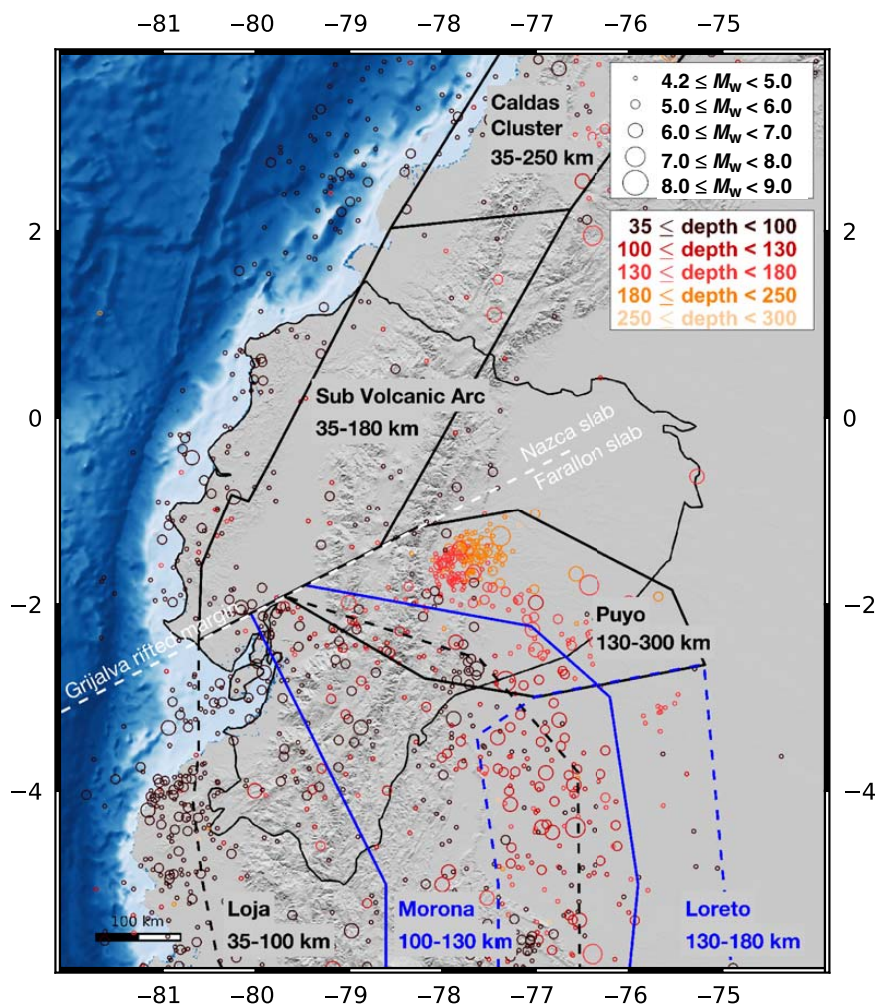 −81 −80 −79 −78 −77 −76 −75
Caldas
Cluster
35-250 km
4.2 ≤ Mw < 5.0
5.0 ≤ Mw < 6.0
6.0 ≤ Mw < 7.0
7.0 ≤ Mw < 8.0
8.0 ≤ Mw < 9.0
35 ≤ depth < 100
100 ≤ depth < 130
130 ≤ depth < 180
180 ≤ depth < 250
250 ≤ depth < 300
2 2
0 0
Sub Volcanic Arc
35-180 km
Nazca slab
Farallon slab
−2 −2
Puyo
130-300 km
Grijalva rifted margin
−4 −4
Loja
35-100 km
Morona
100-130 km
Loreto
130-180 km
100 km
−81 −80 −79 −78 −77 −76 −75